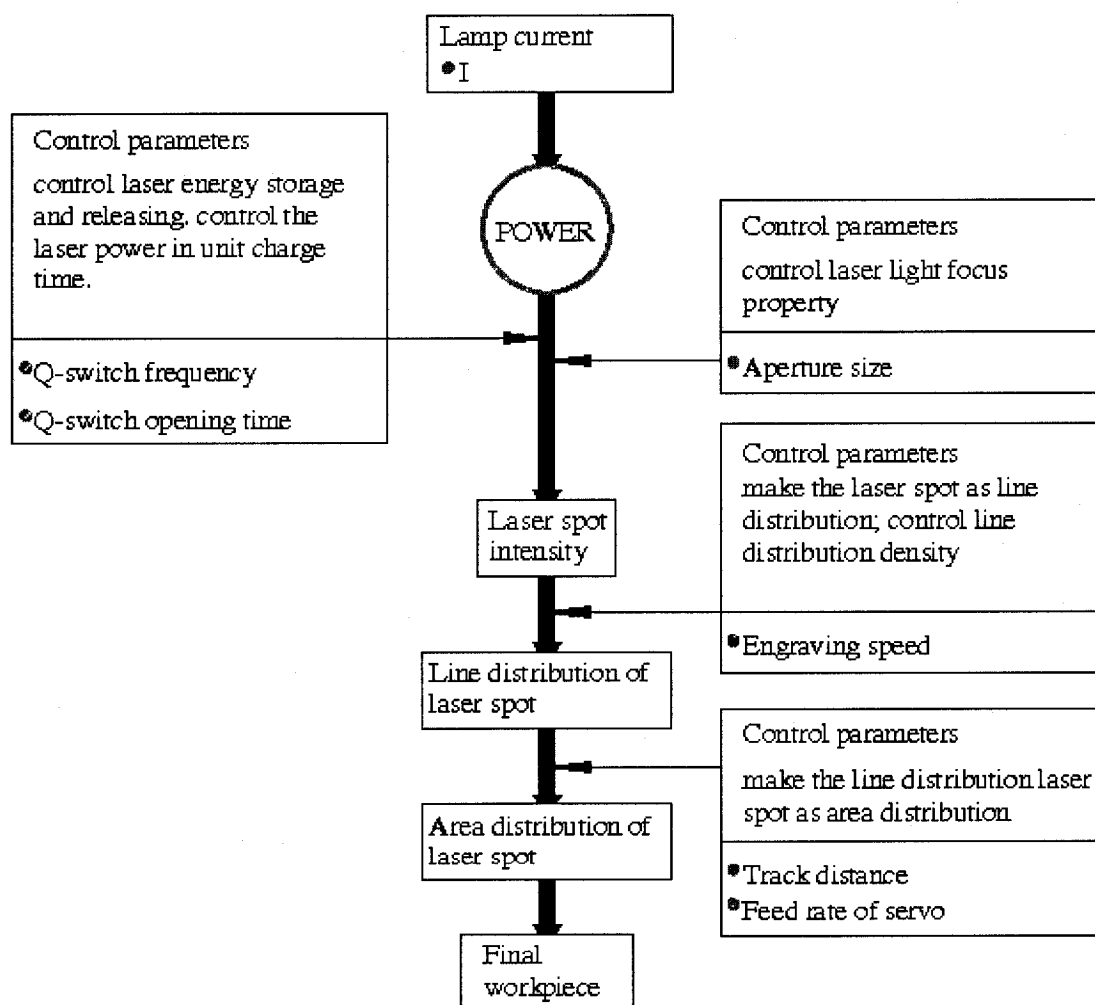 Lamp current
•I
Control parameters
control laser energy storage
and releasing. control the
laser power in unit charge
time.
•Q-switch frequency
•Q-switch opening time
POWER
Control parameters
control laser light focus
property
•Aperture size
Laser spot
intensity
Control parameters
make the laser spot as line
distribution; control line
distribution density
•Engraving speed
Line distribution of
laser spot
Control parameters
make the line distribution laser
spot as area distribution
•Track distance
•Feed rate of servo
Area distribution of
laser spot
Final
workpiece